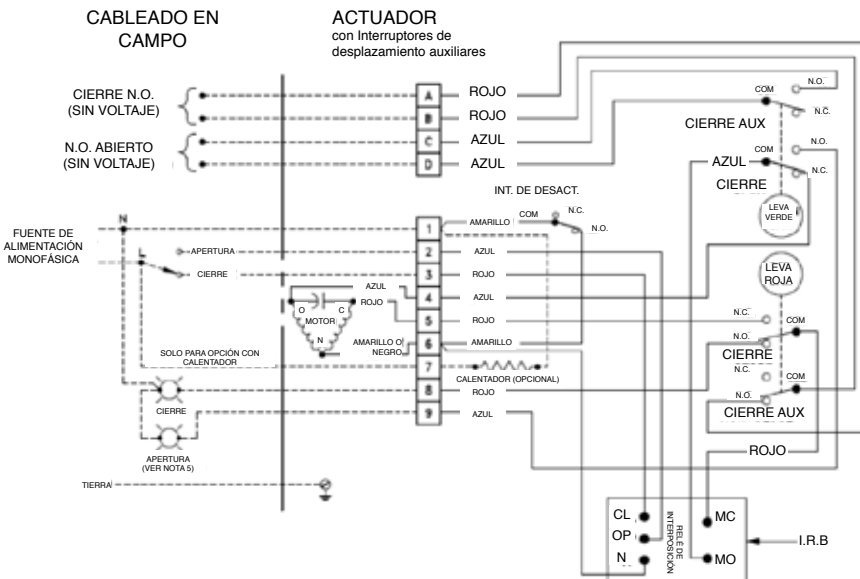 CABLEADO EN
CAMPO
ACTUADOR
con Interruptores de
desplazamiento auxiliares
CIERRE N.O.
(SIN VOLTAJE)
N.O. ABIERTO
(SIN VOLTAJE)
A
ROJO
B
ROJO
C
AZUL
D
AZUL
COM
N.O.
N.C.
CIERRE AUX
N.O.
COM
AZUL
N.C.
CIERRE
LEVA
VERDE
INT. DE DESACT.
COM
N.C.
N.O.
FUENTE DE
ALIMENTACIÓN
MONOFÁSICA
N
L
APERTURA
CIERRE
1
AMARILLO
2
AZUL
3
ROJO
4
AZUL
5
ROJO
6
AMARILLO
7
CALENTADOR (OPCIONAL)
8
ROJO
9
AZUL
AZUL
ROJO
O
C
MOTOR
N
AMARILLO O
NEGRO
SOLO PARA OPCIÓN CON
CALENTADOR
CIERRE
APERTURA
(VER NOTA 5)
TIERRA
LEVA
ROJA
N.C.
COM
N.O.
CIERRE
N.C.
COM
N.O.
CIERRE AUX
ROJO
CL
OP
N
RELÉ DE
INTERPOSICIÓN
MC
MO
I.R.B